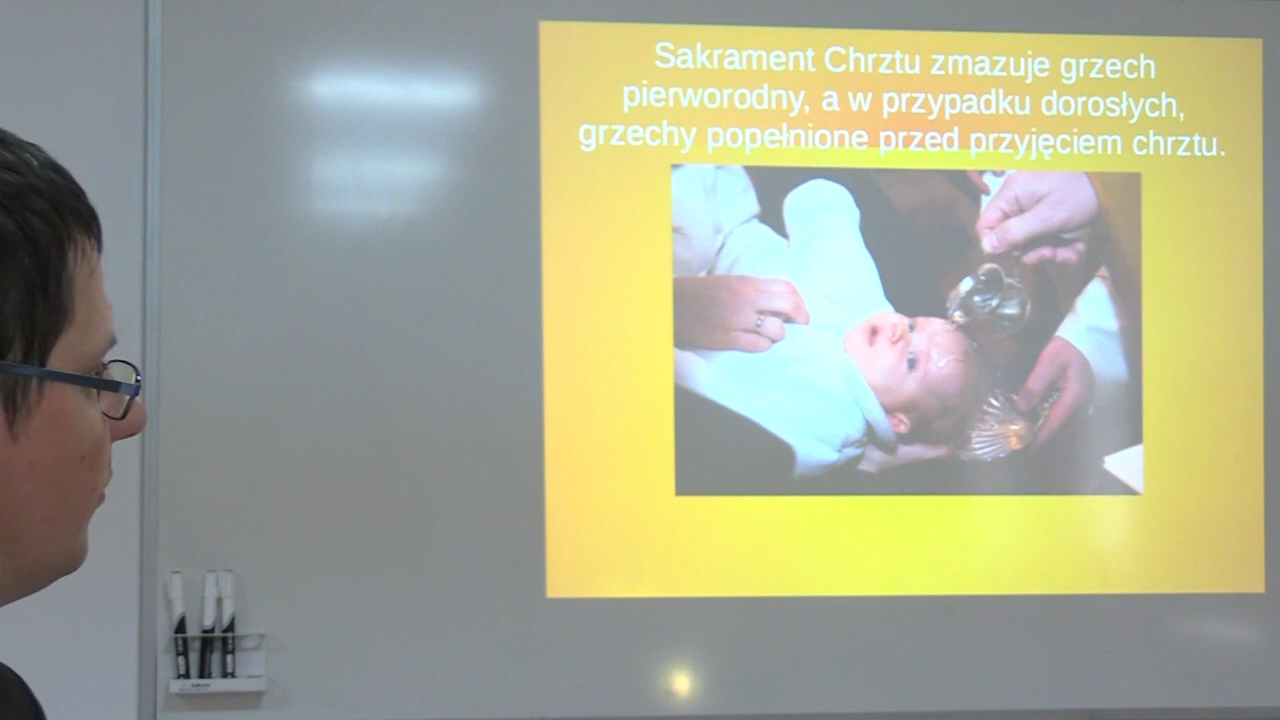 Sakrament Chrztu zmazuje grzech
pierworodny, a w przypadku dorosłych,
grzechy popełnione przed przyjęciem chrztu.